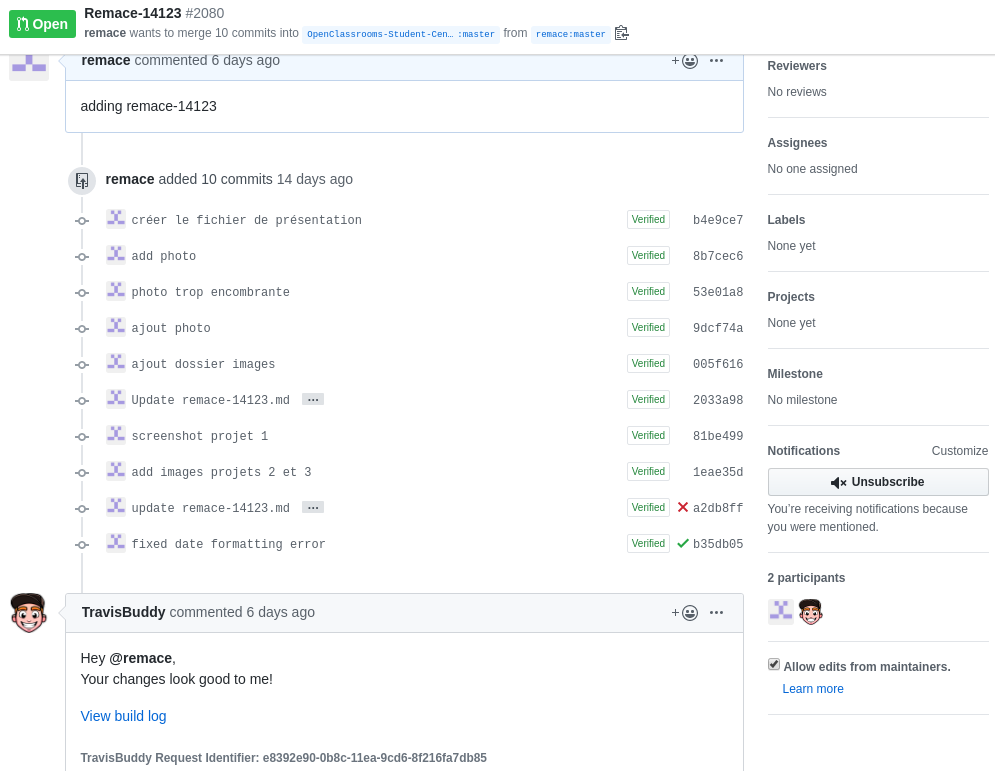 Open
Remace-14123 #2080
remace wants to merge 10 commits into OpenClassrooms-Student-Cen… :master from remace:master
remace commented 6 days ago
adding remace-14123
remace added 10 commits 14 days ago
créer le fichier de présentation Verified b4e9ce7
add photo Verified 8b7cec6
photo trop encombrante Verified 53e01a8
ajout photo Verified 9dcf74a
ajout dossier images Verified 005f616
Update remace-14123.md … Verified 2033a98
screenshot projet 1 Verified 81be499
add images projets 2 et 3 Verified 1eae35d
update remace-14123.md … Verified a2db8ff
fixed date formatting error Verified b35db05
TravisBuddy commented 6 days ago
Hey @remace,
Your changes look good to me!
View build log
TravisBuddy Request Identifier: e8392e90-0b8c-11ea-9cd6-8f216fa7db85
Reviewers
No reviews
Assignees
No one assigned
Labels
None yet
Projects
None yet
Milestone
No milestone
Notifications Customize
Unsubscribe
You're receiving notifications because
you were mentioned.
2 participants
Allow edits from maintainers.
Learn more